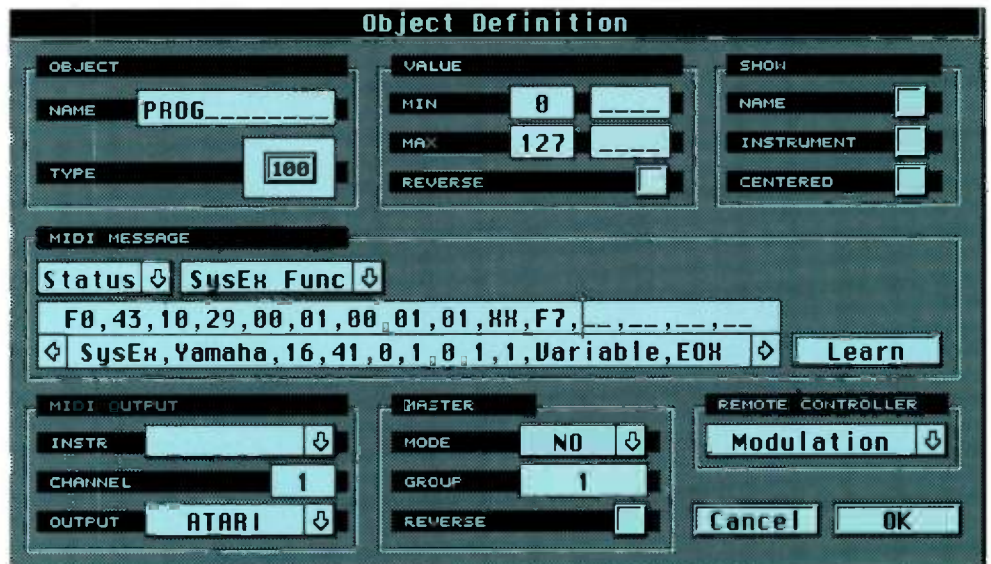 Object Definition
OBJECT
NAME PROG_________
TYPE 100
VALUE
MIN 0 ____
MAX 127 ____
REVERSE
SHOW
NAME
INSTRUMENT
CENTERED
MIDI MESSAGE
Status SysEx Func
F0,43,10,29,00,01,00,01,01,XX,F7,__,__,__,__
SysEx,Yamaha,16,41,0,1,0,1,1,Variable,EOX
Learn
MIDI OUTPUT
INSTR
CHANNEL 1
OUTPUT ATARI
MASTER
MODE NO
GROUP 1
REVERSE
REMOTE CONTROLLER
Modulation
Cancel OK